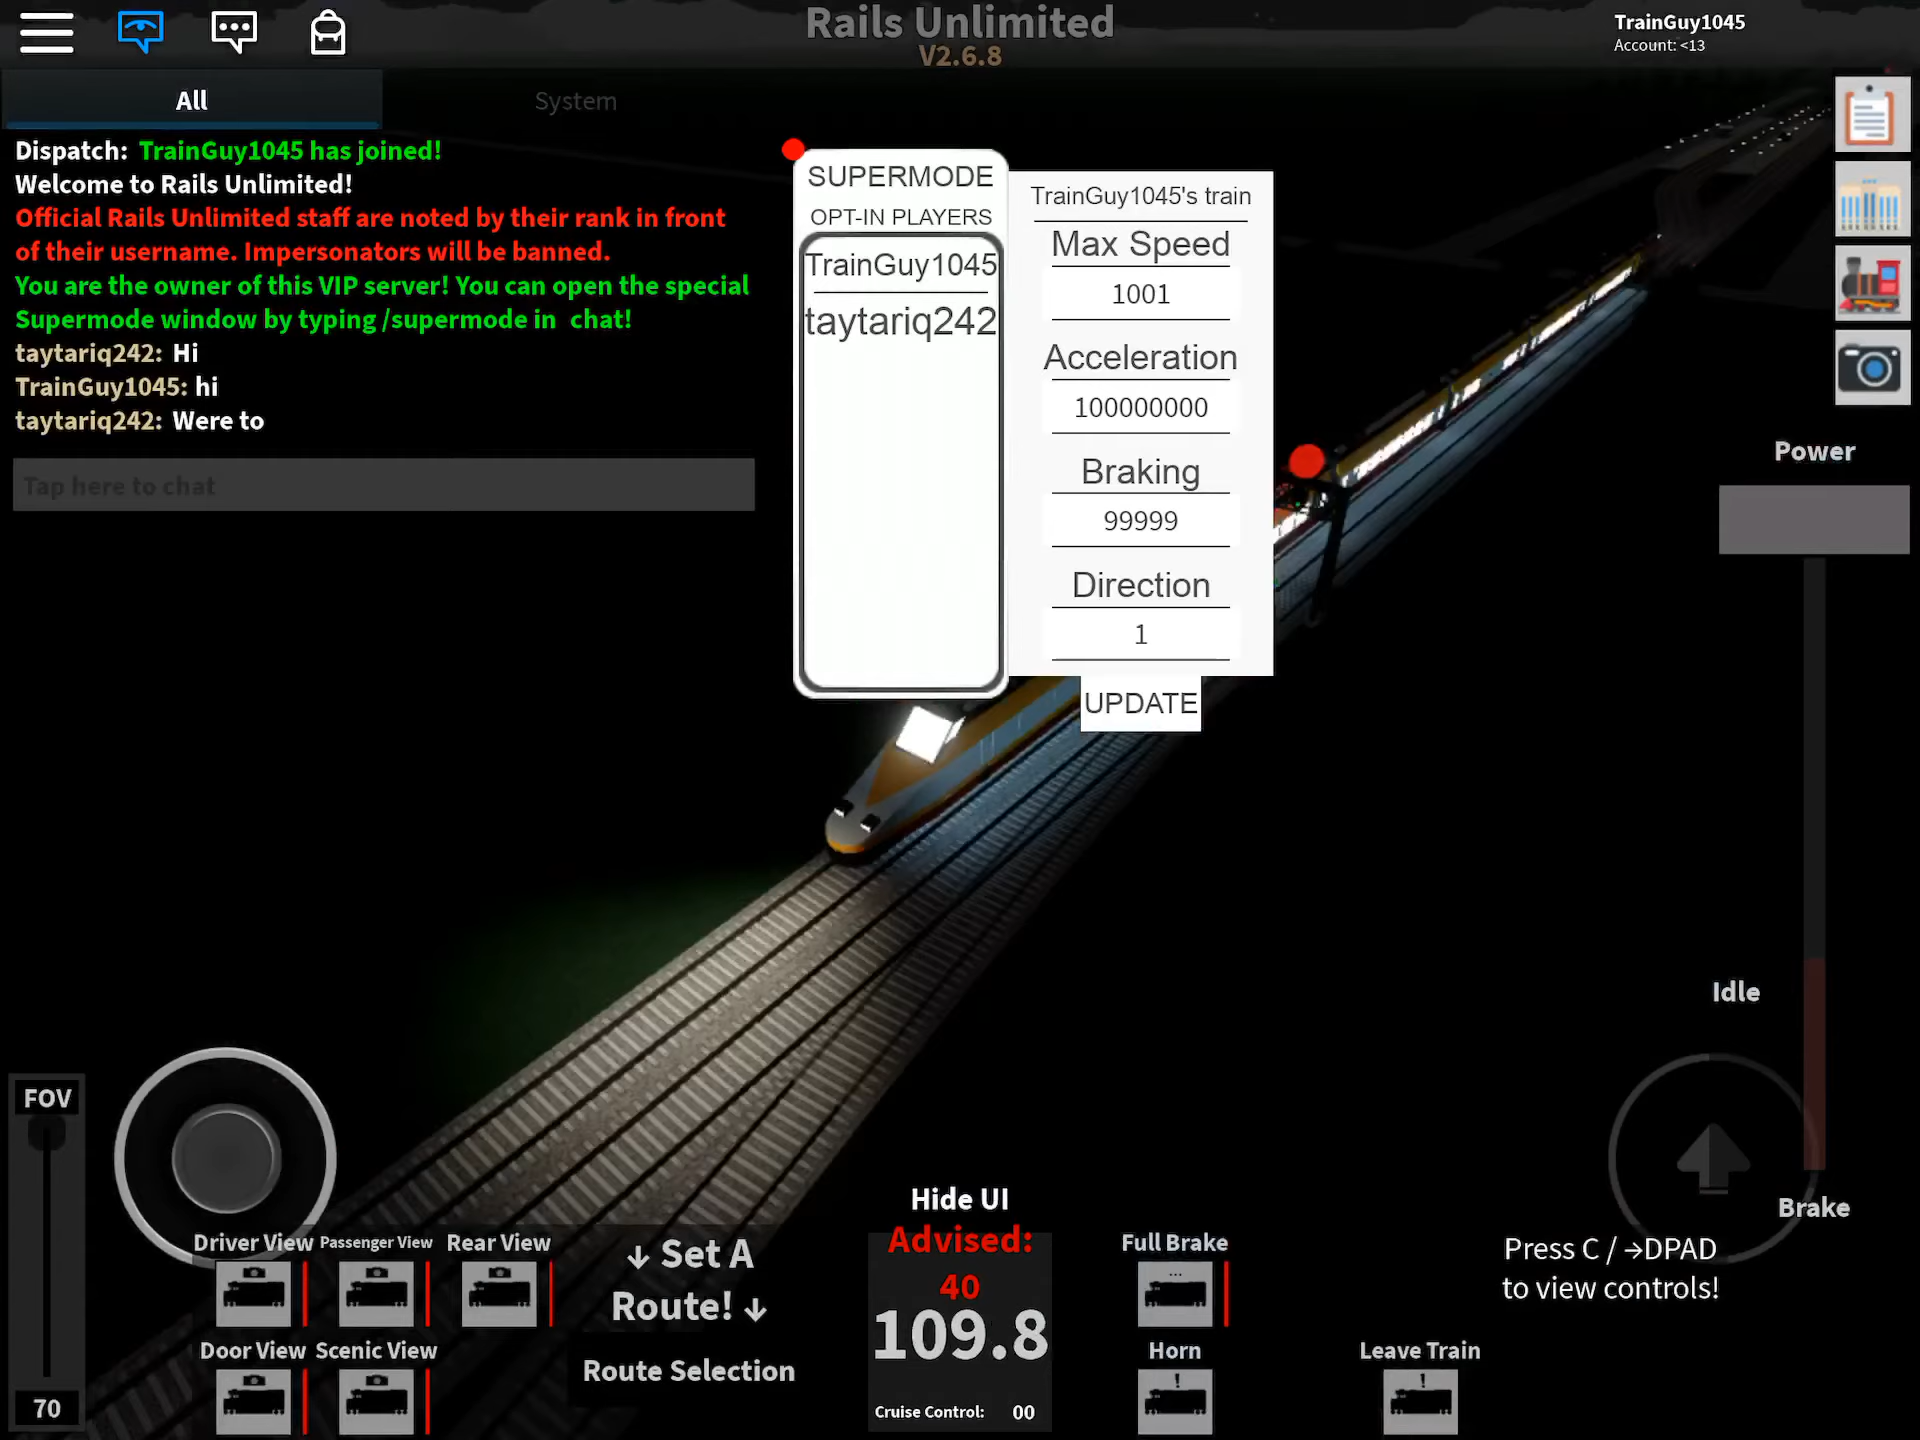 Rails Unlimited
V2.6.8
TrainGuy1045
Account: <13
All
System
Dispatch: TrainGuy1045 has joined!
Welcome to Rails Unlimited!
Official Rails Unlimited staff are noted by their rank in front
of their username. Impersonators will be banned.
You are the owner of this VIP server! You can open the special
Supermode window by typing /supermode in chat!
taytariq242: Hi
TrainGuy1045: hi
taytariq242: Were to
Tap here to chat
SUPERMODE
OPT-IN PLAYERS
TrainGuy1045
taytariq242
TrainGuy1045's train
Max Speed
1001
Acceleration
100000000
Braking
99999
Direction
1
UPDATE
Power
Idle
Brake
FOV
70
Driver View
Passenger View
Rear View
Door View
Scenic View
↓ Set A
Route! ↓
Route Selection
Hide UI
Advised:
40
109.8
Cruise Control: 00
Full Brake
Horn
Leave Train
Press C / →DPAD
to view controls!